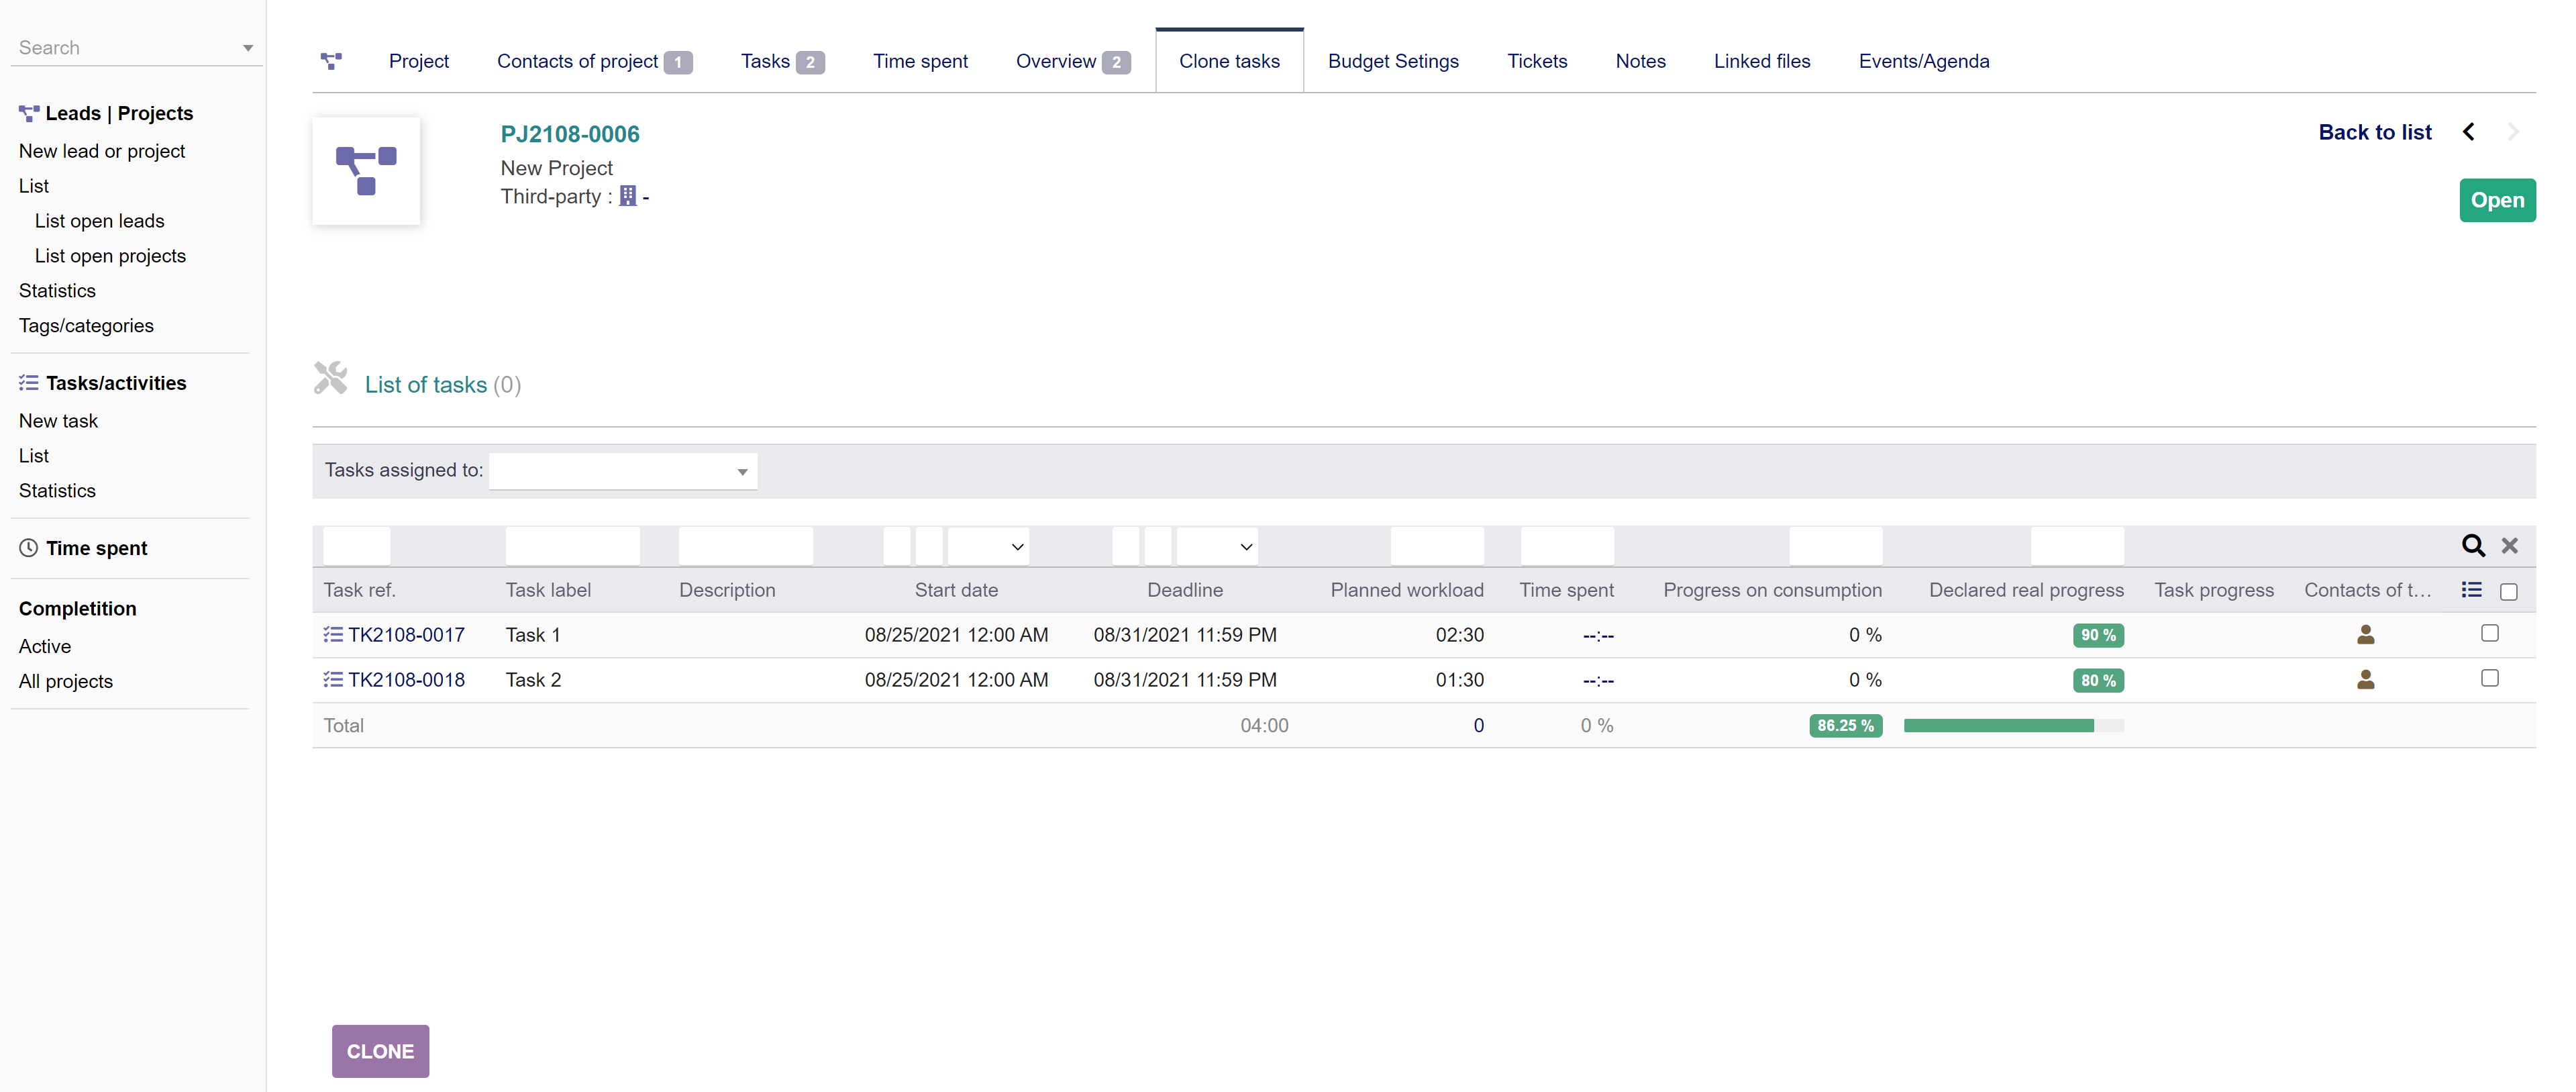 Search
Leads | Projects
New lead or project
List
List open leads
List open projects
Statistics
Tags/categories
Tasks/activities
New task
List
Statistics
Time spent
Completition
Active
All projects
Project Contacts of project 1 Tasks 2 Time spent Overview 2 Clone tasks Budget Setings Tickets Notes Linked files Events/Agenda
PJ2108-0006
New Project
Third-party : -
Back to list
Open
List of tasks (0)
Tasks assigned to:
Task ref. Task label Description Start date Deadline Planned workload Time spent Progress on consumption Declared real progress Task progress Contacts of t...
TK2108-0017 Task 1 08/25/2021 12:00 AM 08/31/2021 11:59 PM 02:30 --:-- 0 % 90 %
TK2108-0018 Task 2 08/25/2021 12:00 AM 08/31/2021 11:59 PM 01:30 --:-- 0 % 80 %
Total 04:00 0 0 % 86.25 %
CLONE